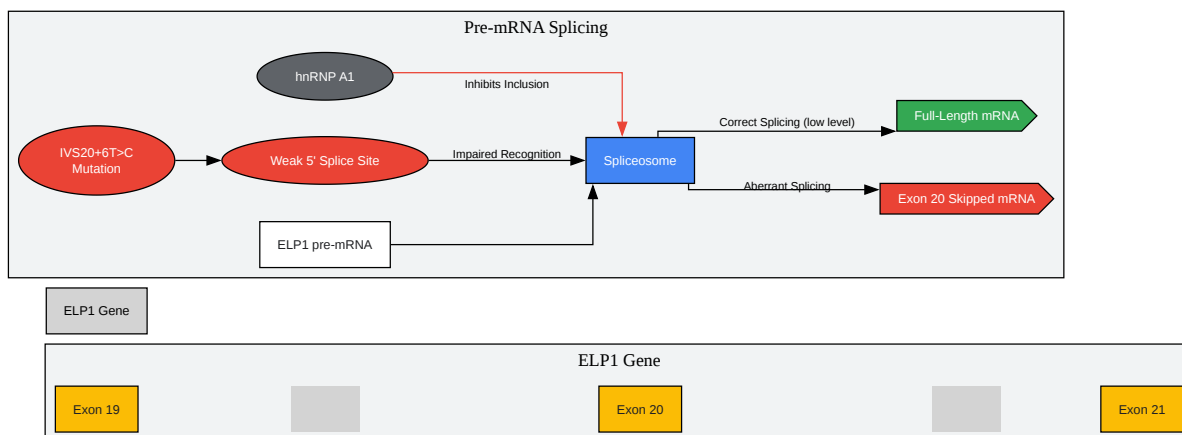 Pre-mRNA Splicing
hnRNP A1
Inhibits Inclusion
Correct Splicing (low level)
Full-Length mRNA
IVS20+6T>C
Mutation
Weak 5' Splice Site
Impaired Recognition
Spliceosome
Aberrant Splicing
Exon 20 Skipped mRNA
ELP1 pre-mRNA
ELP1 Gene
ELP1 Gene
Exon 19
Exon 20
Exon 21